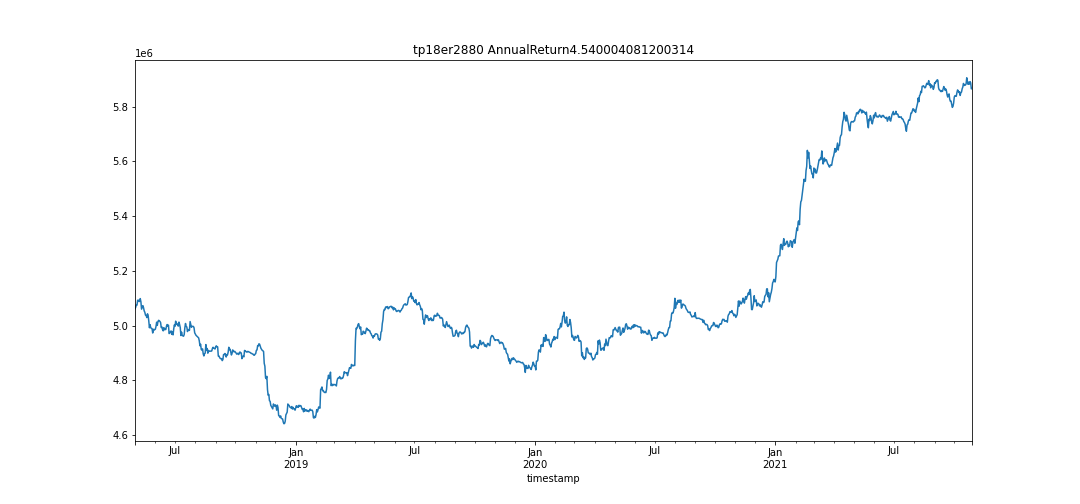 tp18er2880 AnnualReturn4.540004081200314
1e6
5.8
5.6
5.4
5.2
5.0
4.8
4.6
Jul Jan Jul Jan Jul Jan Jul
2019 2020 2021
timestamp